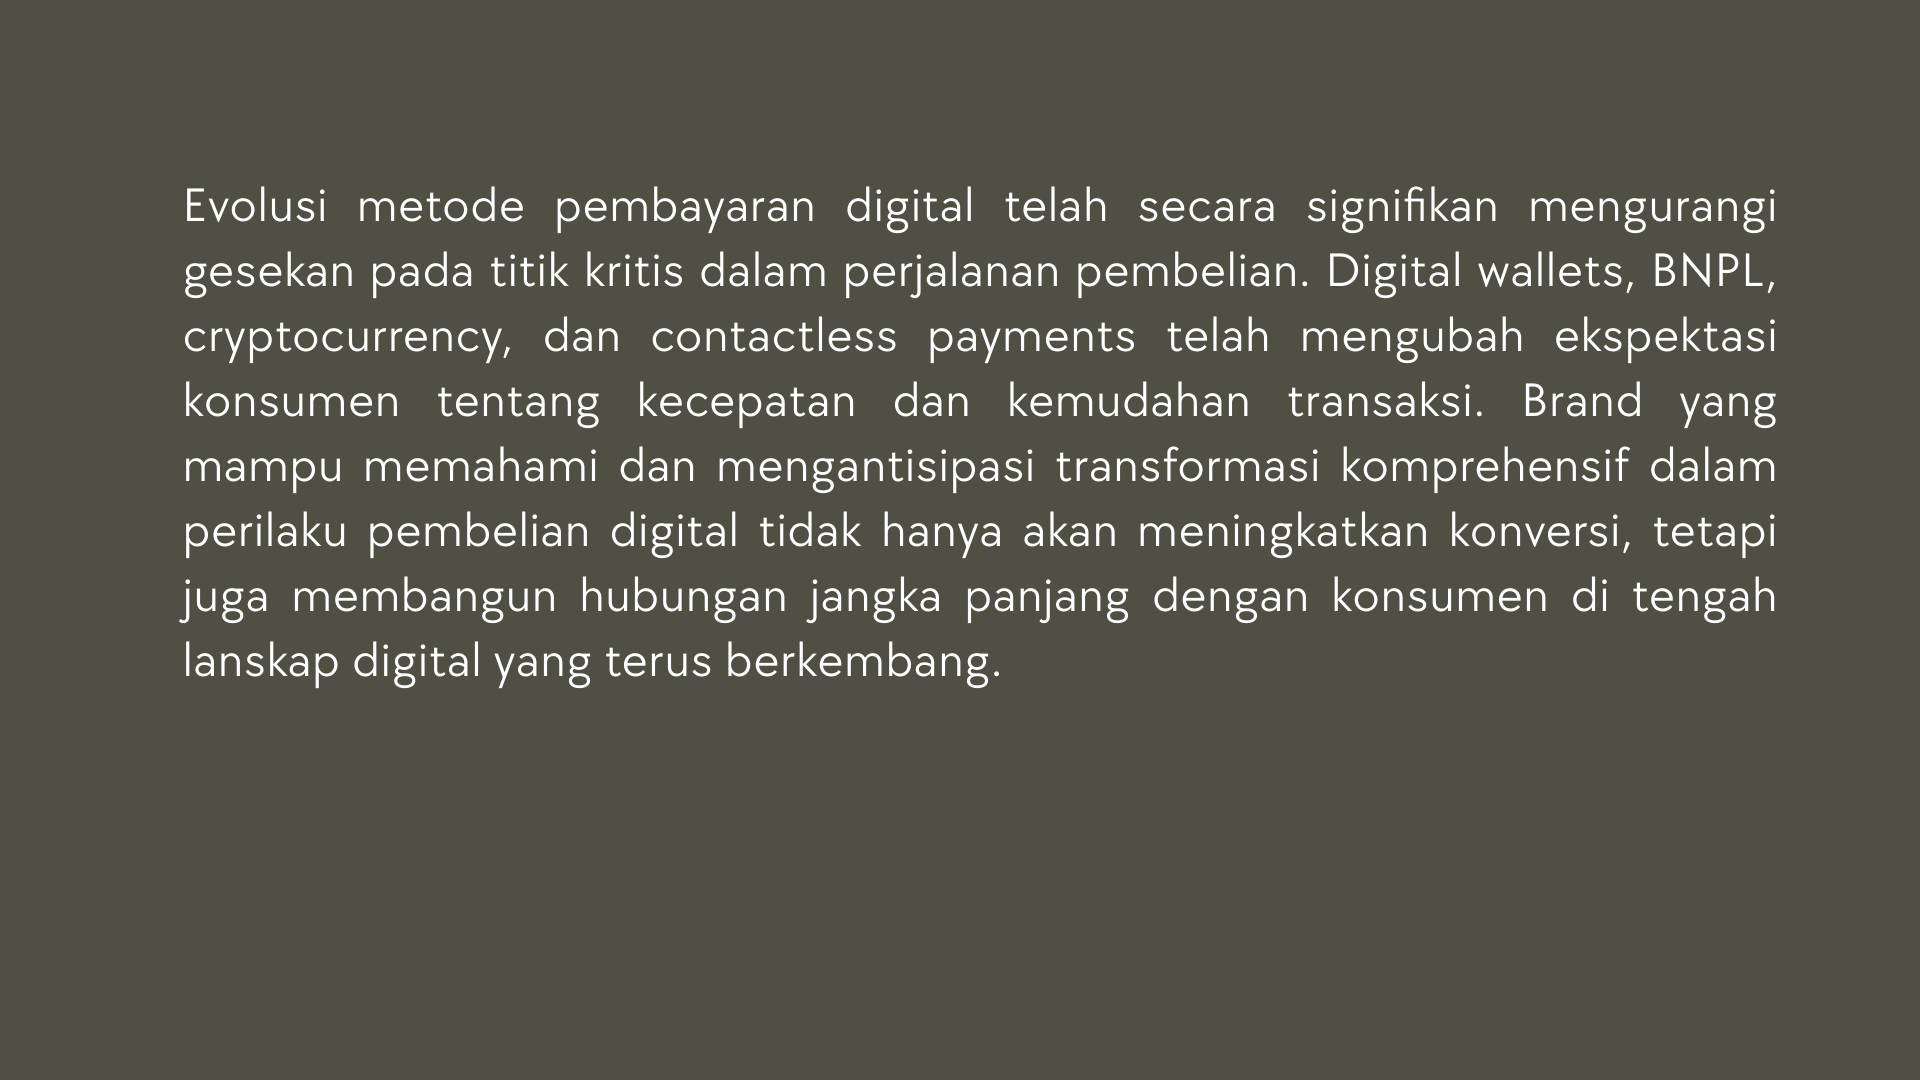 Evolusi metode pembayaran digital telah secara signifikan mengurangi
gesekan pada titik kritis dalam perjalanan pembelian. Digital wallets, BNPL,
cryptocurrency, dan contactless payments telah mengubah ekspektasi
konsumen tentang kecepatan dan kemudahan transaksi. Brand yang
mampu memahami dan mengantisipasi transformasi komprehensif dalam
perilaku pembelian digital tidak hanya akan meningkatkan konversi, tetapi
juga membangun hubungan jangka panjang dengan konsumen di tengah
lanskap digital yang terus berkembang.